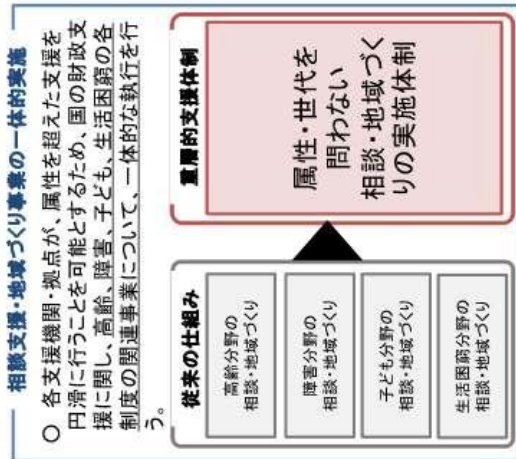 相談支援・地域づくり事業の一体的実施
○ 各支援機関・拠点が、属性を超えた支援を
円滑に行うことを可能とするため、国の財政支
援に関し、高齢、障害、子ども、生活困窮の各
制度の関連事業について、一体的な執行を行
う。
従来の仕組み
高齢分野の
相談・地域づくり
障害分野の
相談・地域づくり
子ども分野の
相談・地域づくり
生活困窮分野の
相談・地域づくり
重層的支援体制
属性・世代を
問わない
相談・地域づく
りの実施体制